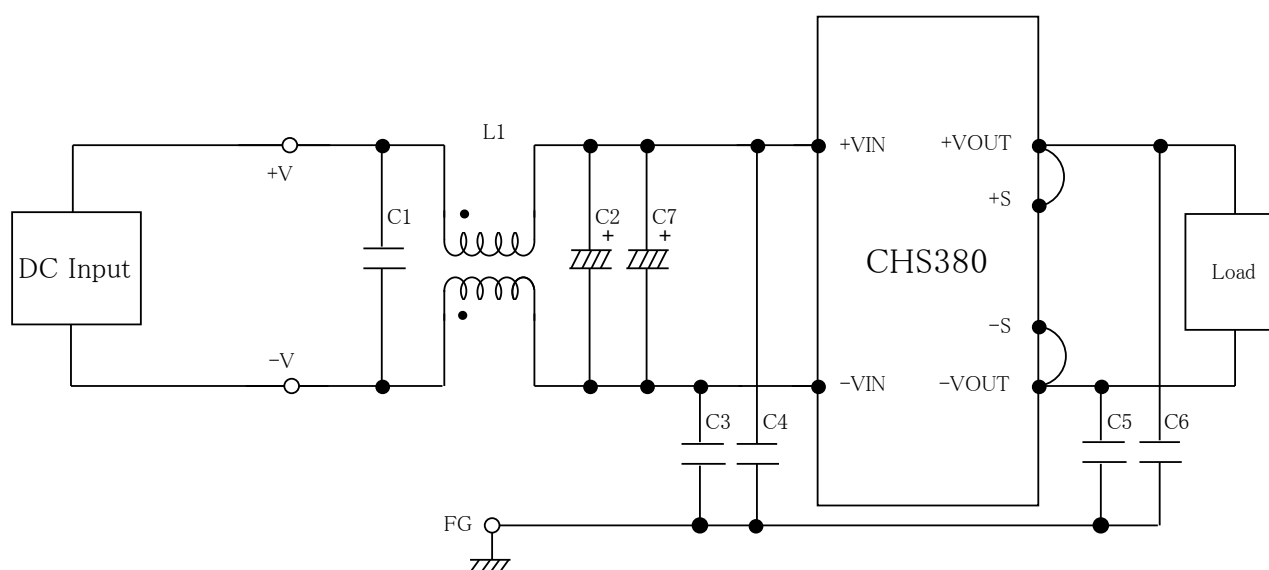 L1
+VIN
+VOUT
+V
+S
C1
C2
+
C7
+
DC Input
CHS380
Load
−S
−V
−VIN
−VOUT
C3
C4
C5
C6
FG